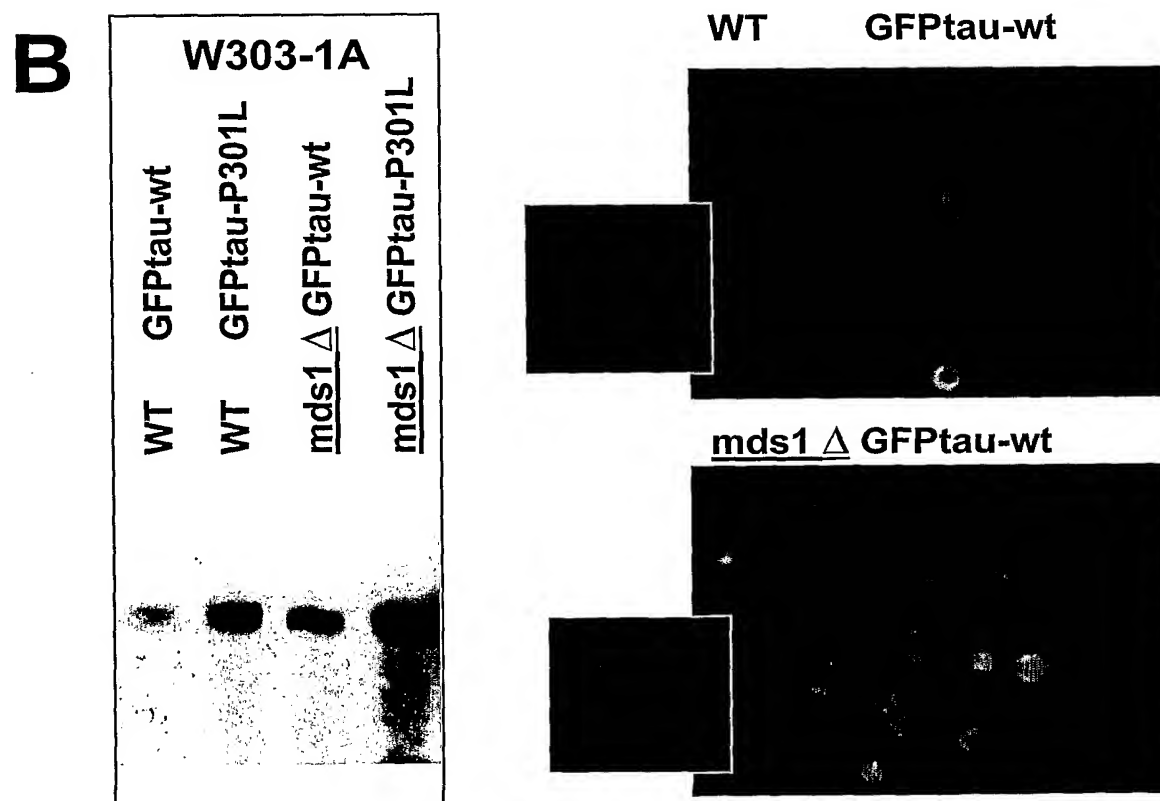 B
W303-1A
WT GFPtau-wt
WT GFPtau-P301L
mds1 Δ GFPtau-wt
mds1 Δ GFPtau-P301L
WT GFPtau-wt
mds1 Δ GFPtau-wt